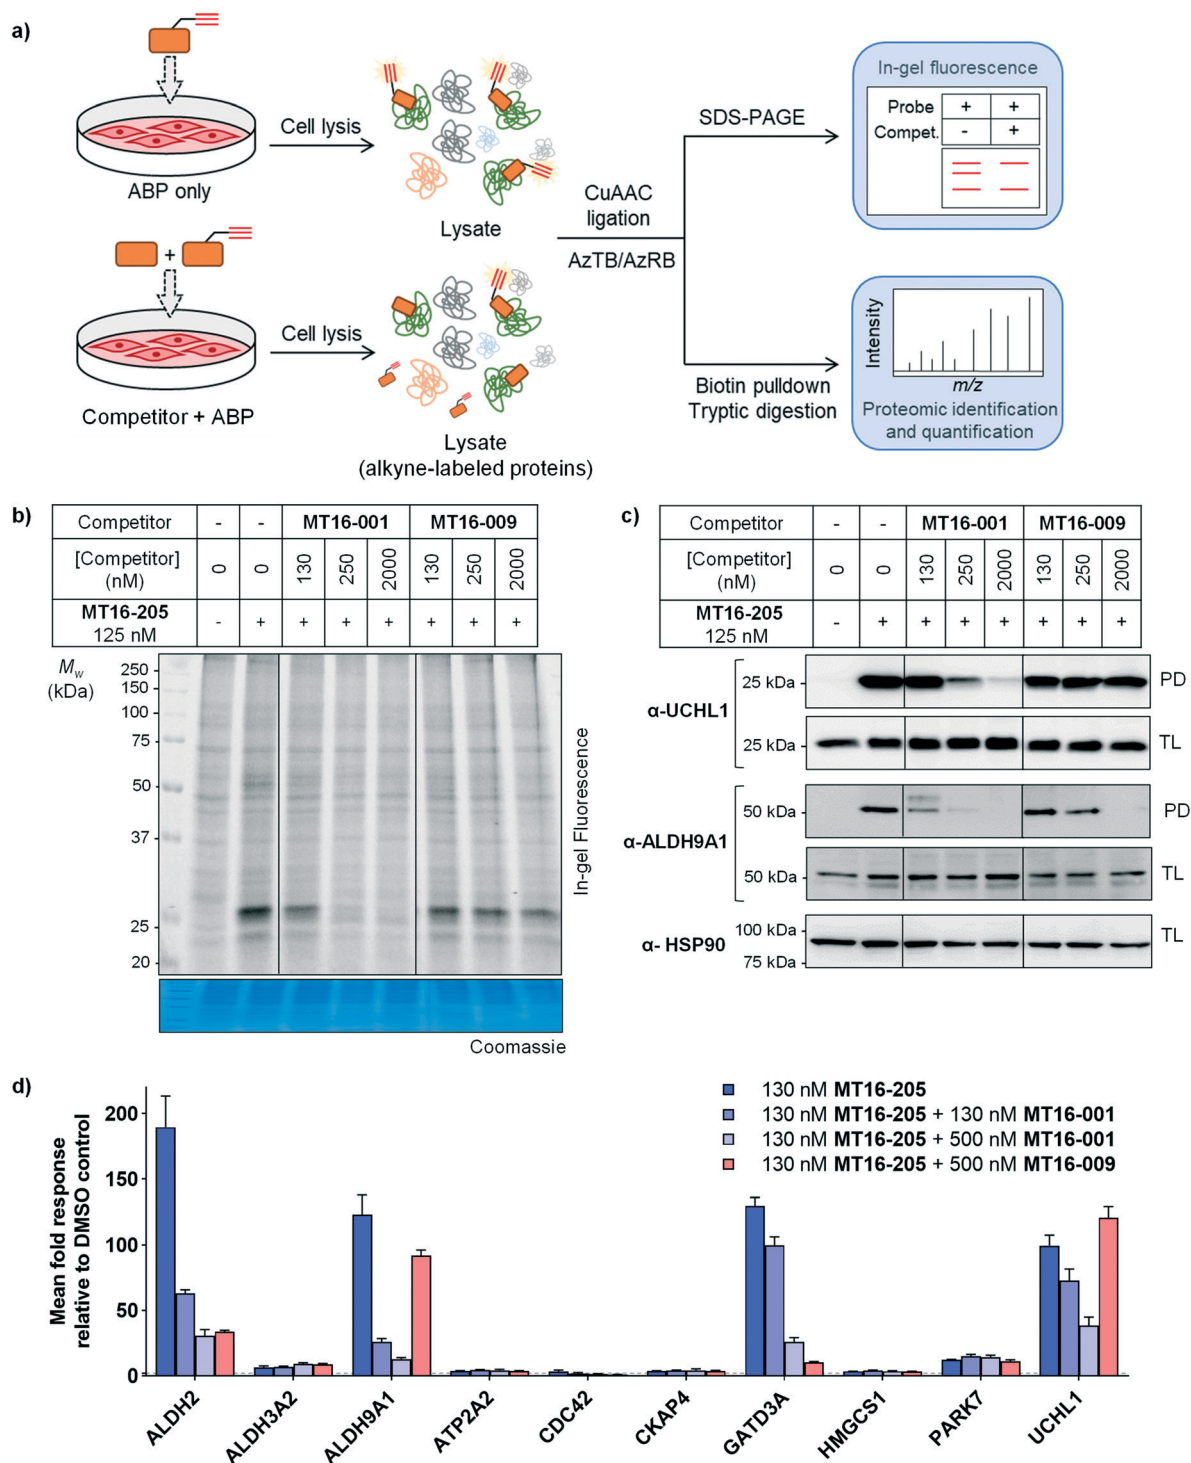 a)
ABP only
Cell lysis
Lysate
+
Competitor + ABP
Cell lysis
Lysate
(alkyne-labeled proteins)
CuAAC
ligation
AzTB/AzRB
SDS-PAGE
Biotin pulldown
Tryptic digestion
In-gel fluorescence
Probe + +
Compet. - +
Intensity
m/z
Proteomic identification
and quantification
b)
Competitor - - MT16-001 MT16-009
[Competitor] (nM) 0 0 130 250 2000 130 250 2000
MT16-205 125 nM - + + + + + + +
Mw
(kDa)
250
150
100
75
50
37
25
20
In-gel Fluorescence
Coomassie
c)
Competitor - - MT16-001 MT16-009
[Competitor] (nM) 0 0 130 250 2000 130 250 2000
MT16-205 125 nM - + + + + + + +
α-UCHL1
25 kDa PD
25 kDa TL
α-ALDH9A1
50 kDa PD
50 kDa TL
α- HSP90
100 kDa TL
75 kDa
d)
Mean fold response
relative to DMSO control
200
150
100
50
2
0
130 nM MT16-205
130 nM MT16-205 + 130 nM MT16-001
130 nM MT16-205 + 500 nM MT16-001
130 nM MT16-205 + 500 nM MT16-009
ALDH2
ALDH3A2
ALDH9A1
ATP2A2
CDC42
CKAP4
GATD3A
HMGCS1
PARK7
UCHL1